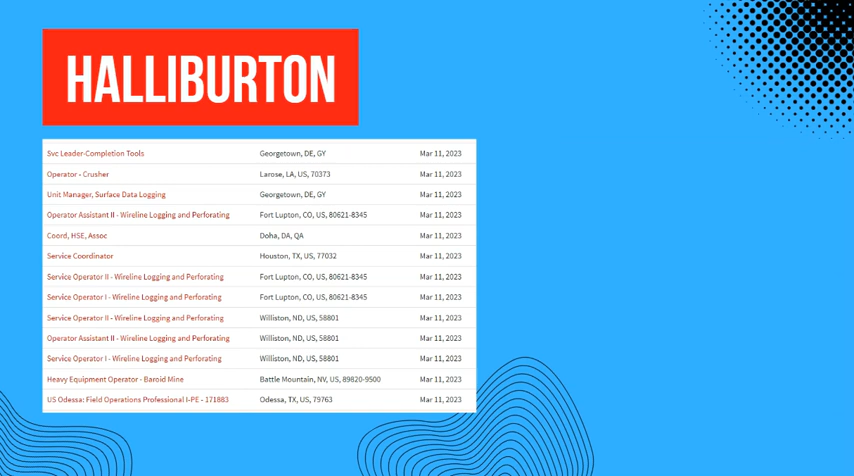 HALLIBURTON
Svc Leader-Completion Tools Georgetown, DE, GY Mar 11, 2023
Operator - Crusher Larose, LA, US, 70373 Mar 11, 2023
Unit Manager, Surface Data Logging Georgetown, DE, GY Mar 11, 2023
Operator Assistant II - Wireline Logging and Perforating Fort Lupton, CO, US, 80621-8345 Mar 11, 2023
Coord, HSE, Assoc Doha, DA, QA Mar 11, 2023
Service Coordinator Houston, TX, US, 77032 Mar 11, 2023
Service Operator II - Wireline Logging and Perforating Fort Lupton, CO, US, 80621-8345 Mar 11, 2023
Service Operator I - Wireline Logging and Perforating Fort Lupton, CO, US, 80621-8345 Mar 11, 2023
Service Operator II - Wireline Logging and Perforating Williston, ND, US, 58801 Mar 11, 2023
Operator Assistant II - Wireline Logging and Perforating Williston, ND, US, 58801 Mar 11, 2023
Service Operator I - Wireline Logging and Perforating Williston, ND, US, 58801 Mar 11, 2023
Heavy Equipment Operator - Baroid Mine Battle Mountain, NV, US, 89820-9500 Mar 11, 2023
US Odessa: Field Operations Professional I-PE - 171883 Odessa, TX, US, 79763 Mar 11, 2023